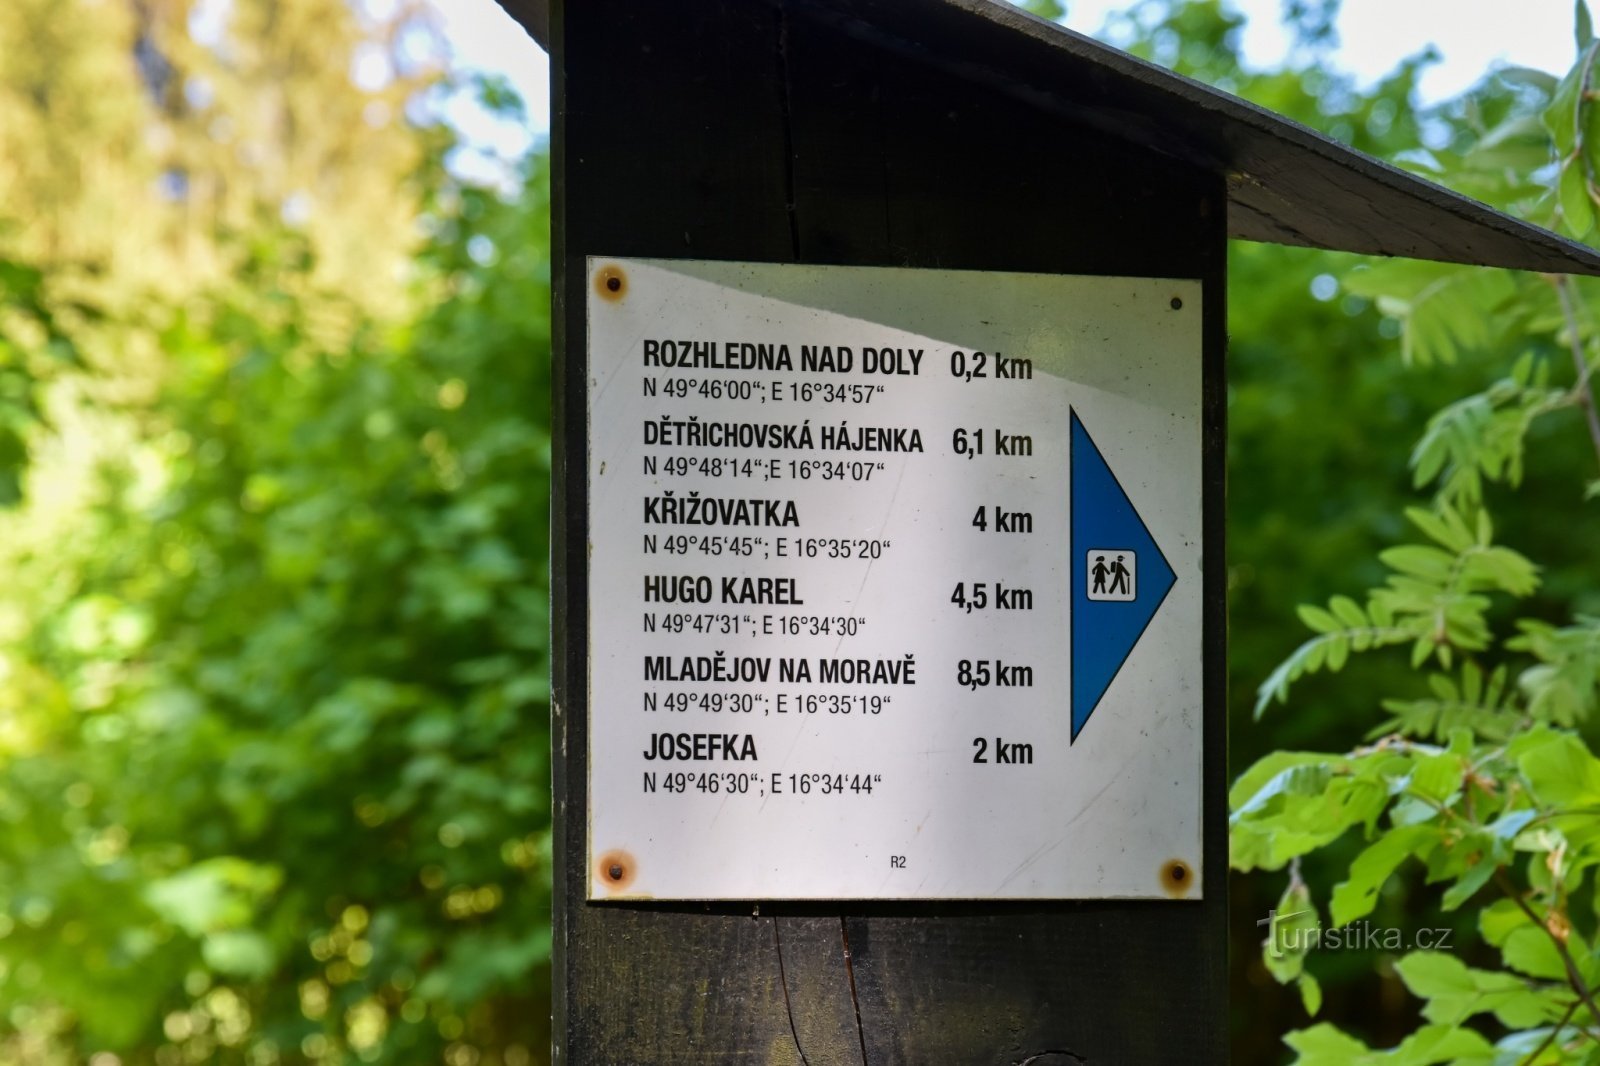 ROZHLEDNA NAD DOLY 0,2 km
N 49°46‘00“; E 16°34‘57“
DĚTŘICHOVSKÁ HÁJENKA 6,1 km
N 49°48‘14“;E 16°34‘07“
KŘIŽOVATKA 4 km
N 49°45‘45“; E 16°35‘20“
HUGO KAREL 4,5 km
N 49°47‘31“; E 16°34‘30“
MLADĚJOV NA MORAVĚ 8,5 km
N 49°49‘30“; E 16°35‘19“
JOSEFKA 2 km
N 49°46‘30“; E 16°34‘44“
R2
Turistika.cz